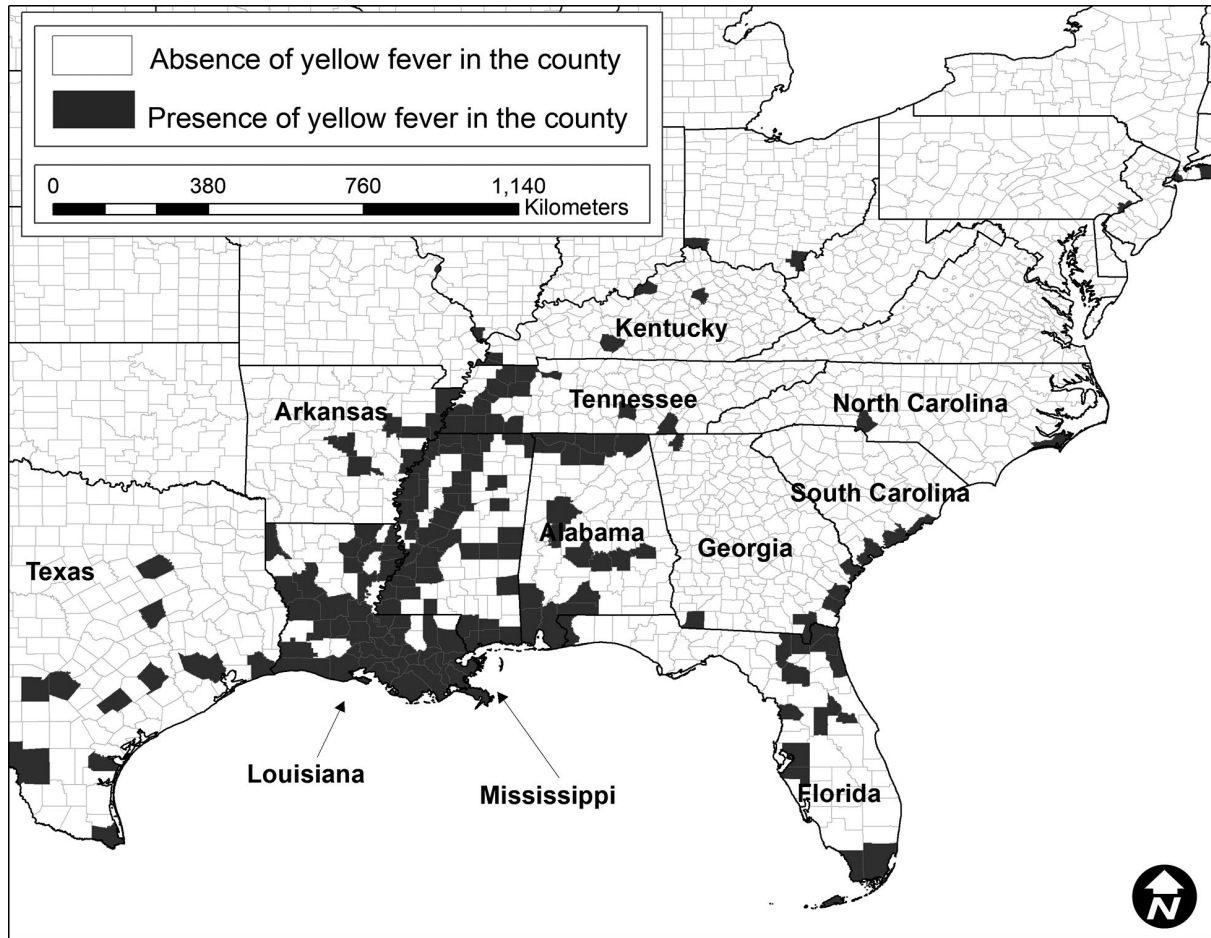 Absence of yellow fever in the county
Presence of yellow fever in the county
0 380 760 1,140
Kilometers
Kentucky
Tennessee
Arkansas
North Carolina
South Carolina
Alabama
Georgia
Texas
Louisiana
Mississippi
Florida
N